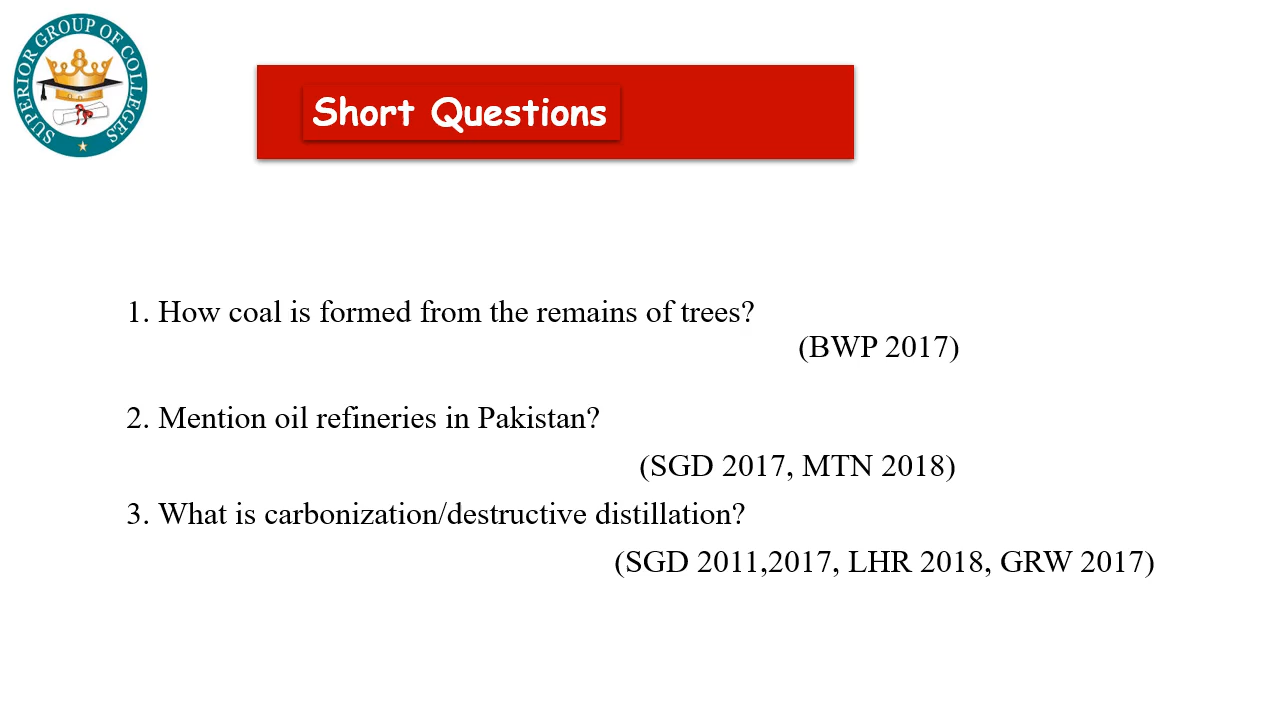 SUPERIOR GROUP OF COLLEGES
Short Questions
1. How coal is formed from the remains of trees?
(BWP 2017)
2. Mention oil refineries in Pakistan?
(SGD 2017, MTN 2018)
3. What is carbonization/destructive distillation?
(SGD 2011,2017, LHR 2018, GRW 2017)